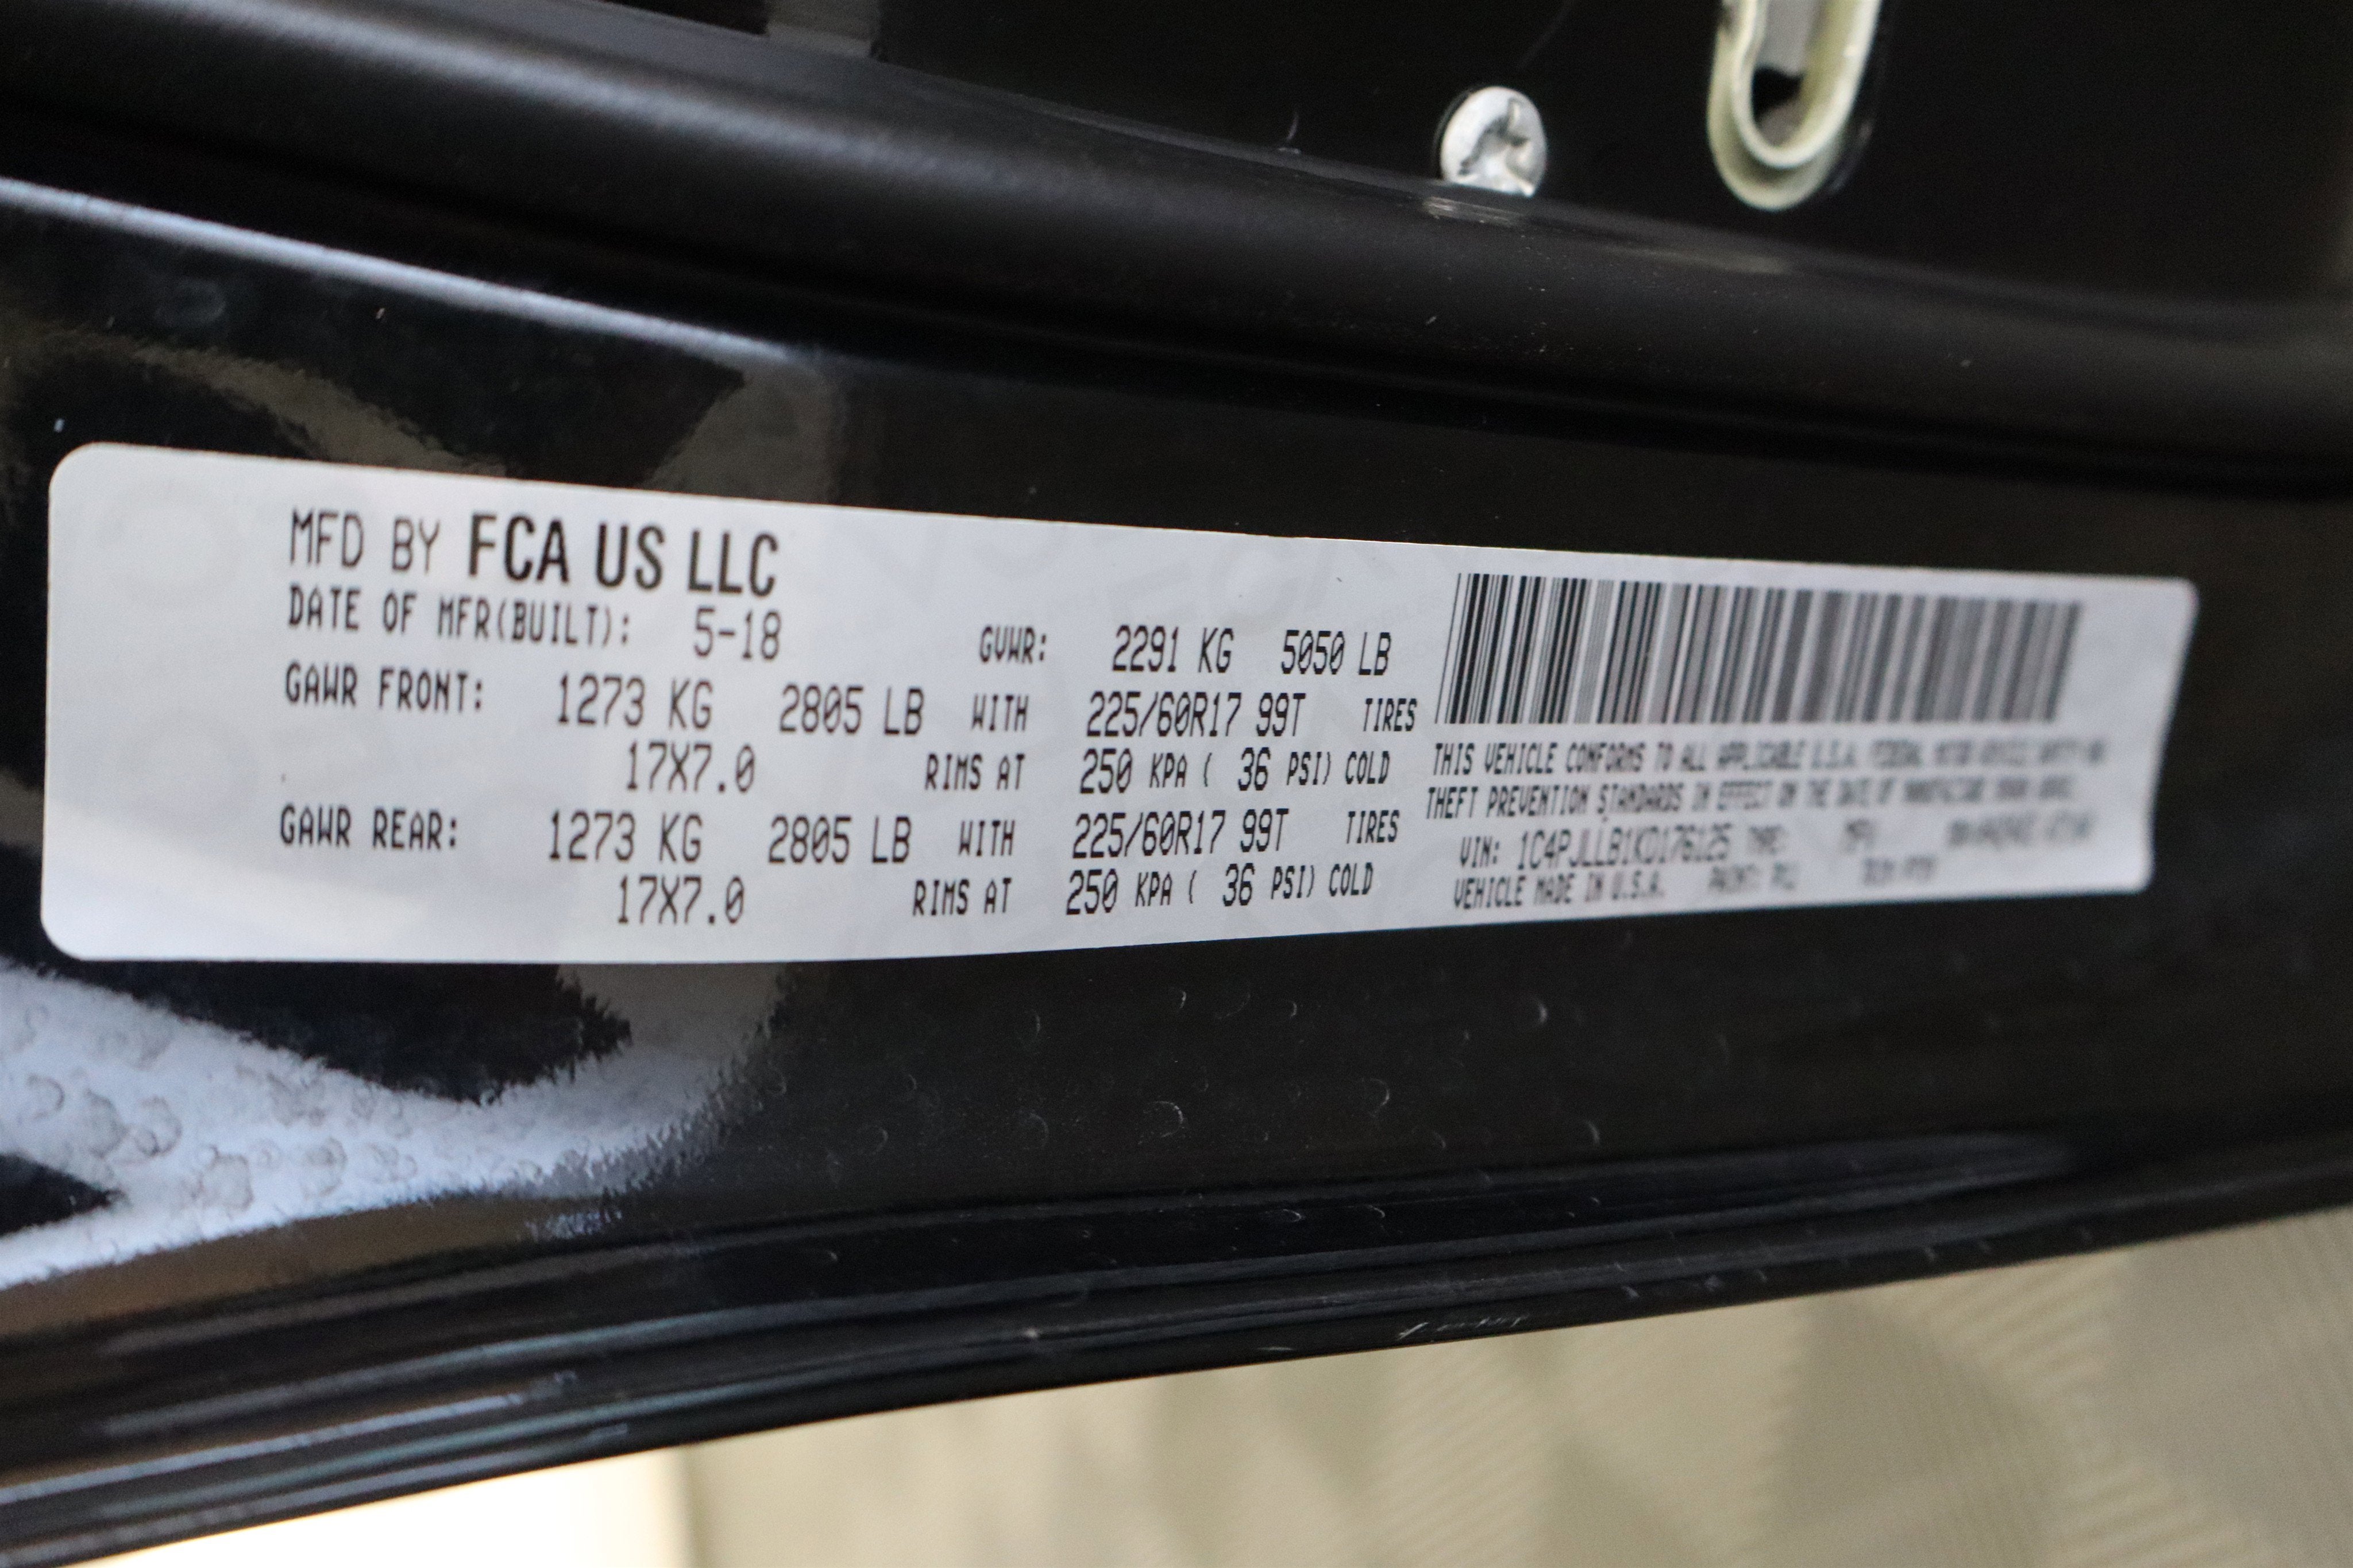 MFD BY FCA US LLC
DATE OF MFR(BUILT): 5-18 GVWR: 2291 KG 5050 LB
GAWR FRONT: 1273 KG 2805 LB WITH 225/60R17 99T TIRES
17X7.0 RIMS AT 250 KPA ( 36 PSI) COLD
GAWR REAR: 1273 KG 2805 LB WITH 225/60R17 99T TIRES
17X7.0 RIMS AT 250 KPA ( 36 PSI) COLD
THIS VEHICLE CONFORMS TO ALL APPLICABLE U.S.A. FEDERAL MOTOR VEHICLE SAFETY
THEFT PREVENTION STANDARDS IN EFFECT ON THE DATE OF MANUFACTURE SHOWN ABOVE.
VIN: 1C4PJLLB1KD176125 TYPE:
VEHICLE MADE IN U.S.A. PAINT: